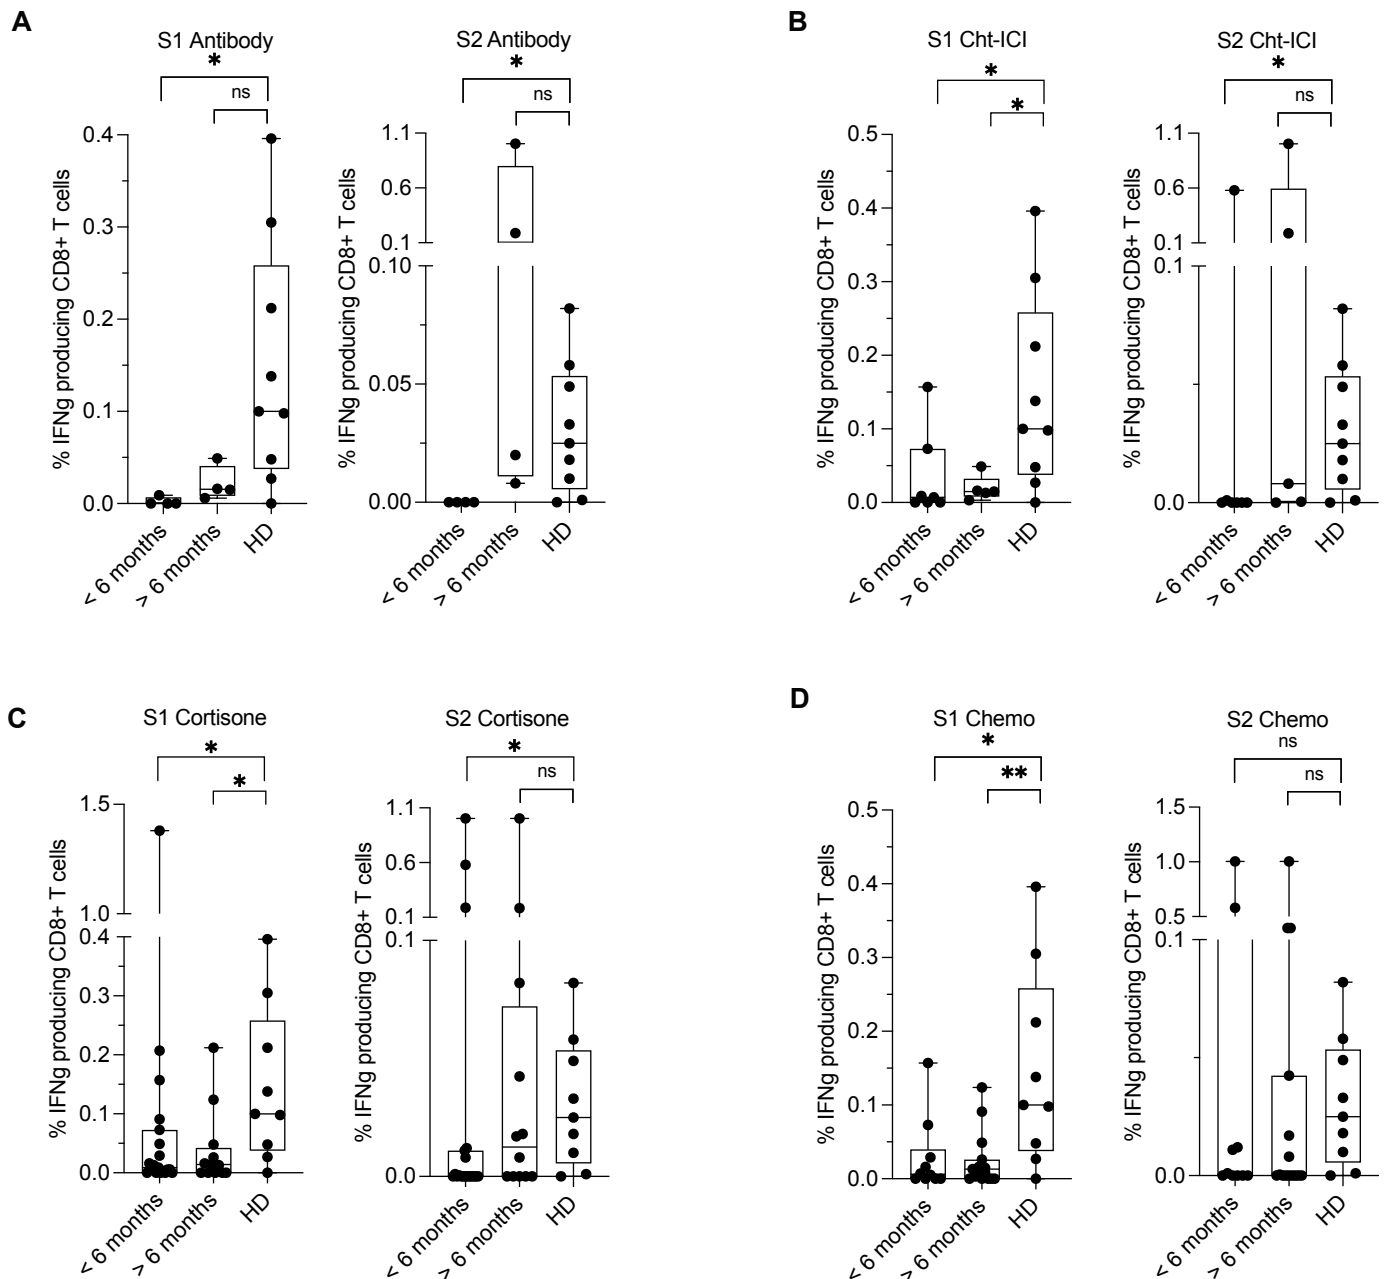 A
S1 Antibody
*
ns
% IFNg producing CD8+ T cells
0.4
0.3
0.2
0.1
0.0
< 6 months
> 6 months
HD
S2 Antibody
*
ns
% IFNg producing CD8+ T cells
1.1
0.6
0.1
0.10
0.05
0.00
< 6 months
> 6 months
HD
B
S1 Cht-ICI
*
*
% IFNg producing CD8+ T cells
0.5
0.4
0.3
0.2
0.1
0.0
< 6 months
> 6 months
HD
S2 Cht-ICI
*
ns
% IFNg producing CD8+ T cells
1.1
0.6
0.1
0.1
0.0
< 6 months
> 6 months
HD
C
S1 Cortisone
*
*
% IFNg producing CD8+ T cells
1.5
1.0
0.4
0.3
0.2
0.1
0.0
< 6 months
> 6 months
HD
S2 Cortisone
*
ns
% IFNg producing CD8+ T cells
1.1
0.6
0.1
0.1
0.0
< 6 months
> 6 months
HD
D
S1 Chemo
*
**
% IFNg producing CD8+ T cells
0.5
0.4
0.3
0.2
0.1
0.0
< 6 months
> 6 months
HD
S2 Chemo
ns
ns
% IFNg producing CD8+ T cells
1.5
1.0
0.5
0.1
0.0
< 6 months
> 6 months
HD